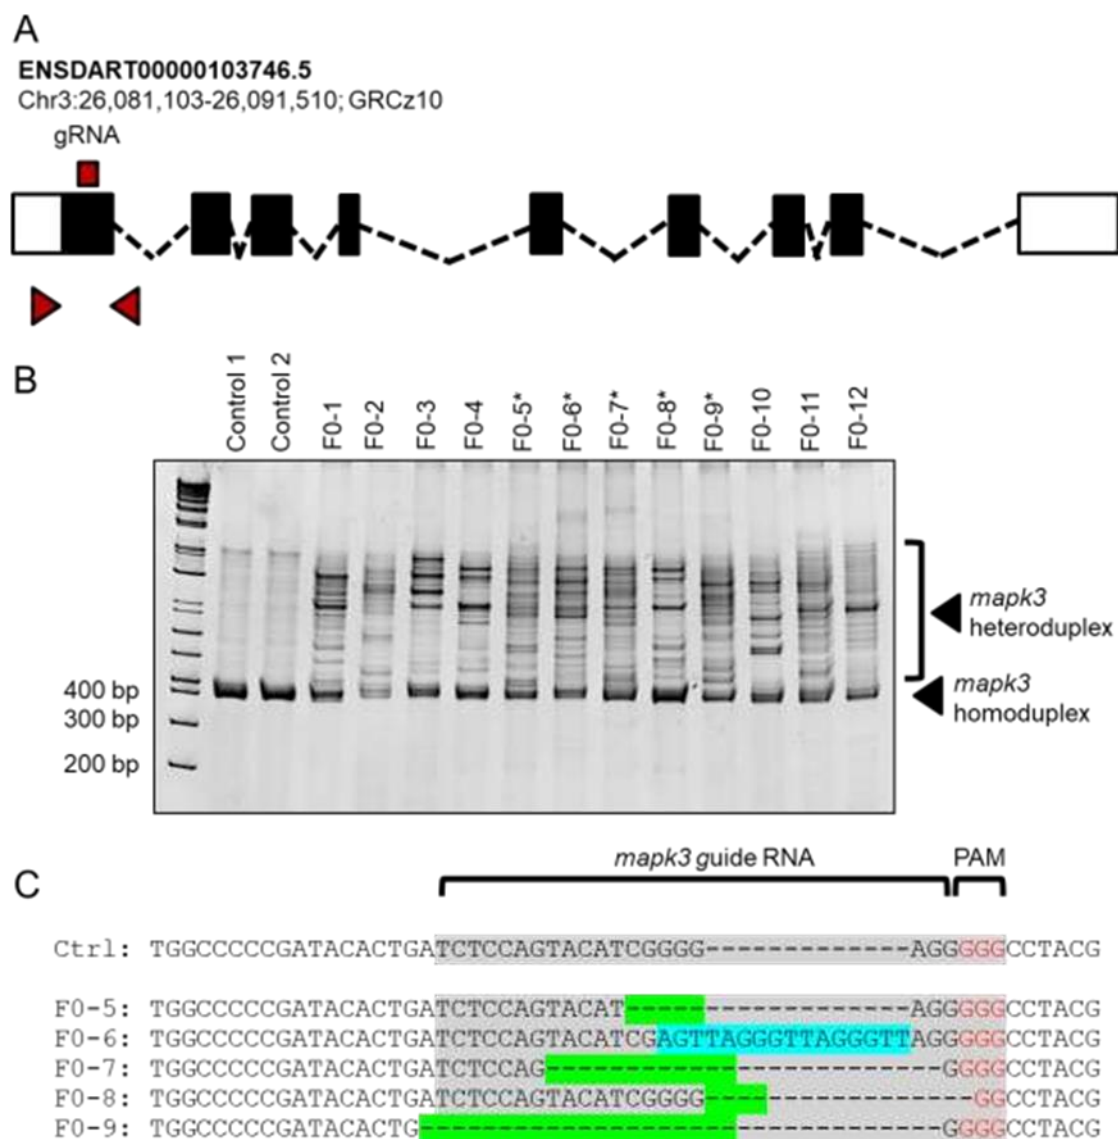 A
ENSDART00000103746.5
Chr3:26,081,103-26,091,510; GRCz10
gRNA
B
Control 1
Control 2
F0-1
F0-2
F0-3
F0-4
F0-5*
F0-6*
F0-7*
F0-8*
F0-9*
F0-10
F0-11
F0-12
mapk3
heteroduplex
mapk3
homoduplex
400 bp
300 bp
200 bp
C
mapk3 guide RNA PAM
Ctrl: TGGCCCCCGATACACTGATCTCCAGTACATCGGGG-------------AGGGGGCCTACG
F0-5: TGGCCCCCGATACACTGATCTCCAGTACAT------------------AGGGGGCCTACG
F0-6: TGGCCCCCGATACACTGATCTCCAGTACATCGAGTTAGGGTTAGGGTTAGGGGGCCTACG
F0-7: TGGCCCCCGATACACTGATCTCCAG-------------------------GGGGCCTACG
F0-8: TGGCCCCCGATACACTGATCTCCAGTACATCGGGG-----------------GGCCTACG
F0-9: TGGCCCCCGATACACTG---------------------------------GGGGCCTACG